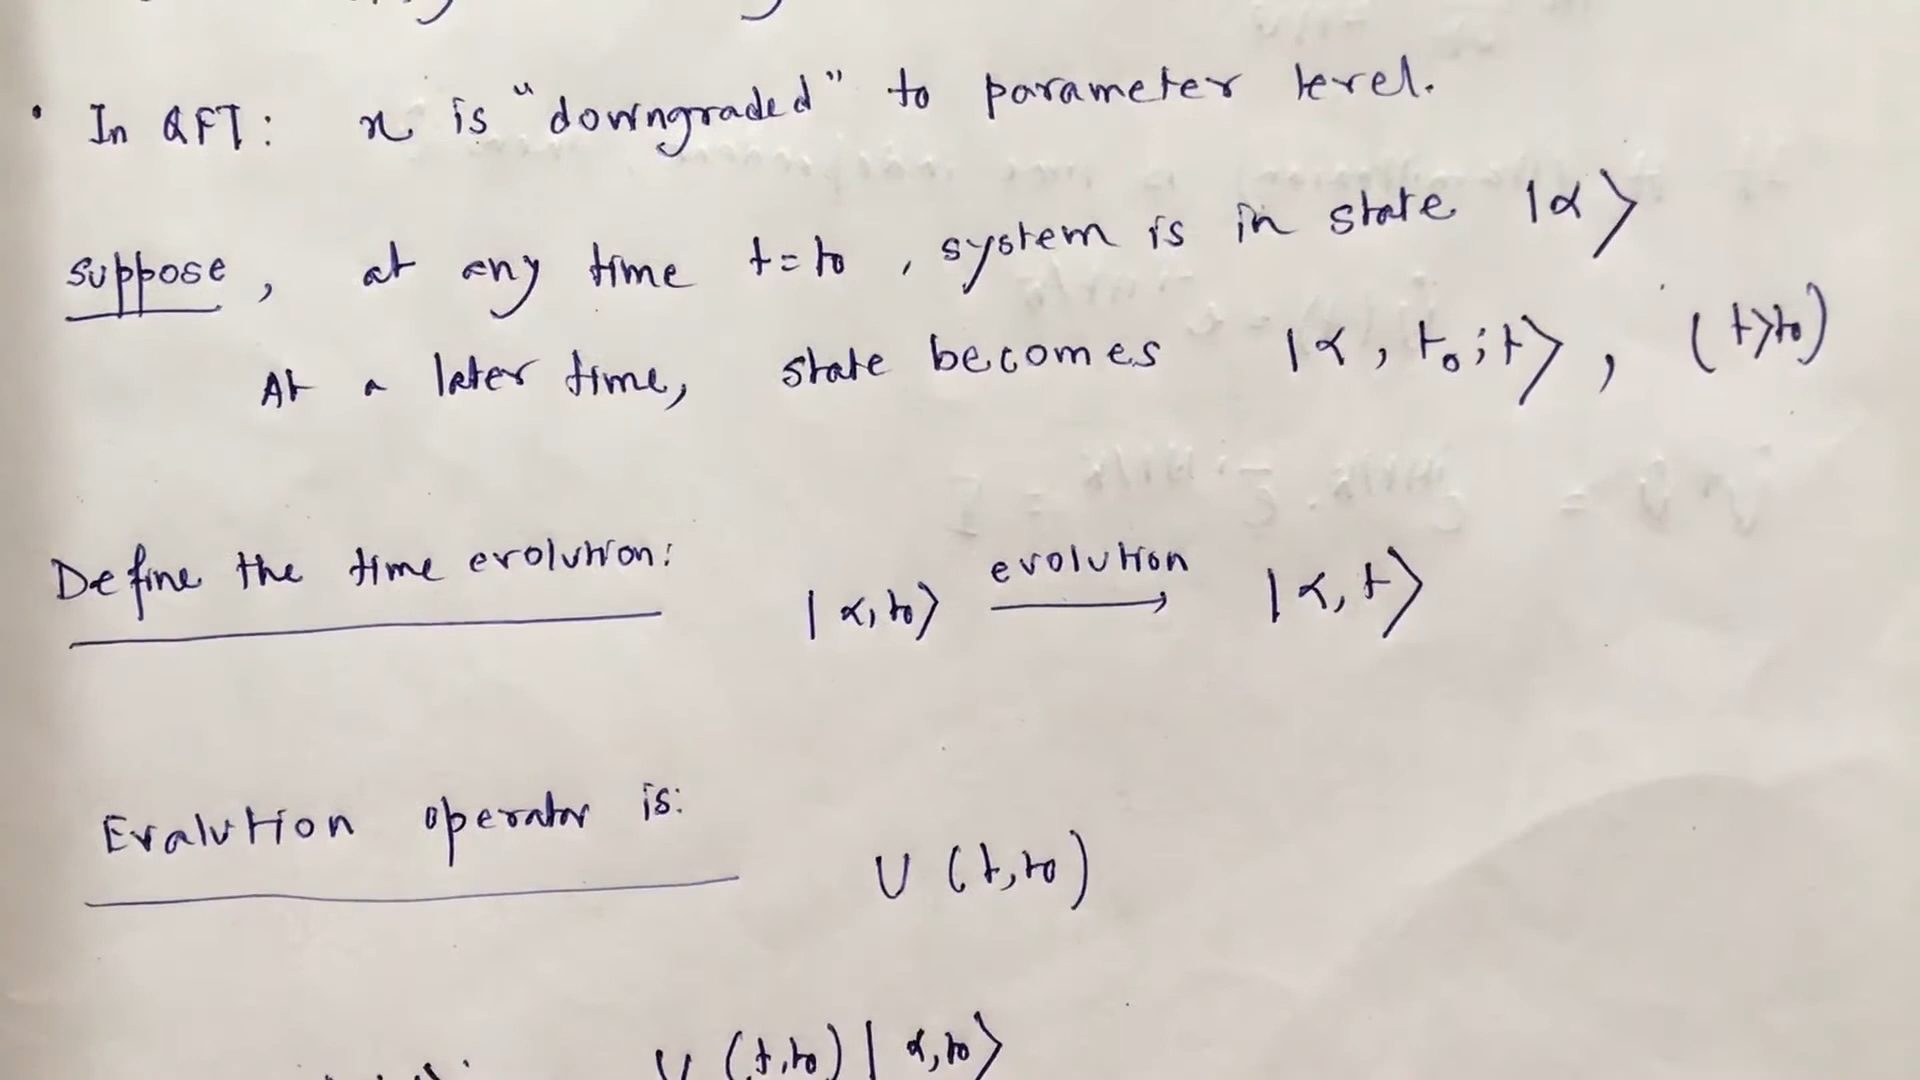 • In QFT: x is "downgraded" to parameter level.
suppose, at any time t=t₀, system is in state |α⟩
At a later time, state becomes |α, t₀; t⟩, (t>t₀)
Define the time evolution: |α, t₀⟩ evolution → |α, t⟩
Evalution operator is: U (t, t₀)
U (t, t₀) | α, t₀⟩